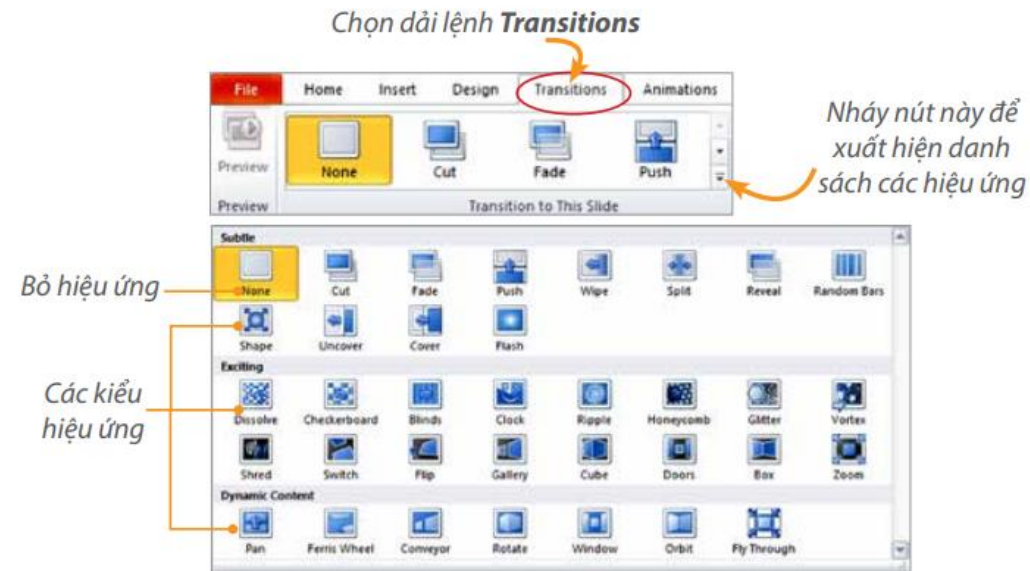 Chọn dải lệnh Transitions
File Home Insert Design Transitions Animations
Nháy nút này để
xuất hiện danh
sách các hiệu ứng
Preview None Cut Fade Push
Preview Transition to This Slide
Subtle
Bỏ hiệu ứng
None Cut Fade Push Wipe Split Reveal Random Bars
Shape Uncover Cover Flash
Exciting
Các kiểu
hiệu ứng
Dissolve Checkerboard Blinds Clock Ripple Honeycomb Glitter Vortex
Shred Switch Flip Gallery Cube Doors Box Zoom
Dynamic Content
Pan Ferris Wheel Conveyor Rotate Window Orbit Fly Through